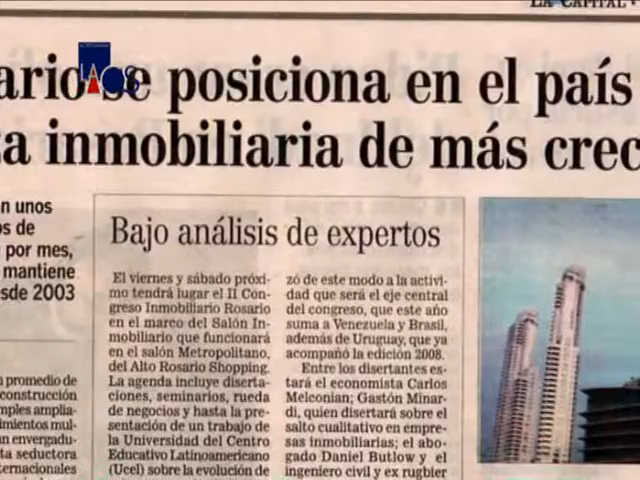 LA CAPITAL
LAOS
ario se posiciona en el país
a inmobiliaria de más crec
n unos
s de
por mes,
mantiene
sde 2003
Bajo análisis de expertos
El viernes y sábado próxi-
mo tendrá lugar el II Con-
greso Inmobiliario Rosario
en el marco del Salón In-
mobiliario que funcionará
en el salón Metropolitano,
del Alto Rosario Shopping.
La agenda incluye diserta-
ciones, seminarios, rueda
de negocios y hasta la pre-
sentación de un trabajo de
la Universidad del Centro
Educativo Latinoamericano
(Ucel) sobre la evolución de
zó de este modo a la activi-
dad que será el eje central
del congreso, que este año
suma a Venezuela y Brasil,
además de Uruguay, que ya
acompañó la edición 2008.
Entre los disertantes es-
tará el economista Carlos
Melconian; Gastón Minar-
di, quien disertará sobre el
salto cualitativo en empre-
sas inmobiliarias; el abo-
gado Daniel Butlow y el
ingeniero civil y ex rugbier
promedio de
construcción
mples amplia-
imientos mul-
n envergadu-
ta seductora
ternacionales